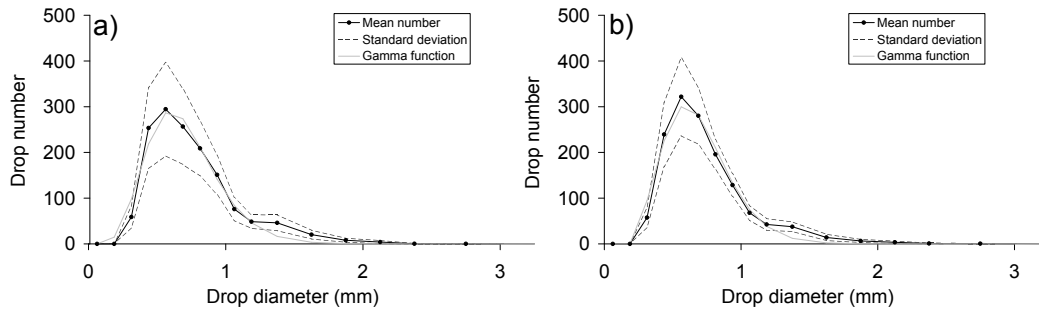 a)
Drop number
500
400
300
200
100
0
Mean number
Standard deviation
Gamma function
0 1 2 3
Drop diameter (mm)
b)
Drop number
500
400
300
200
100
0
Mean number
Standard deviation
Gamma function
0 1 2 3
Drop diameter (mm)